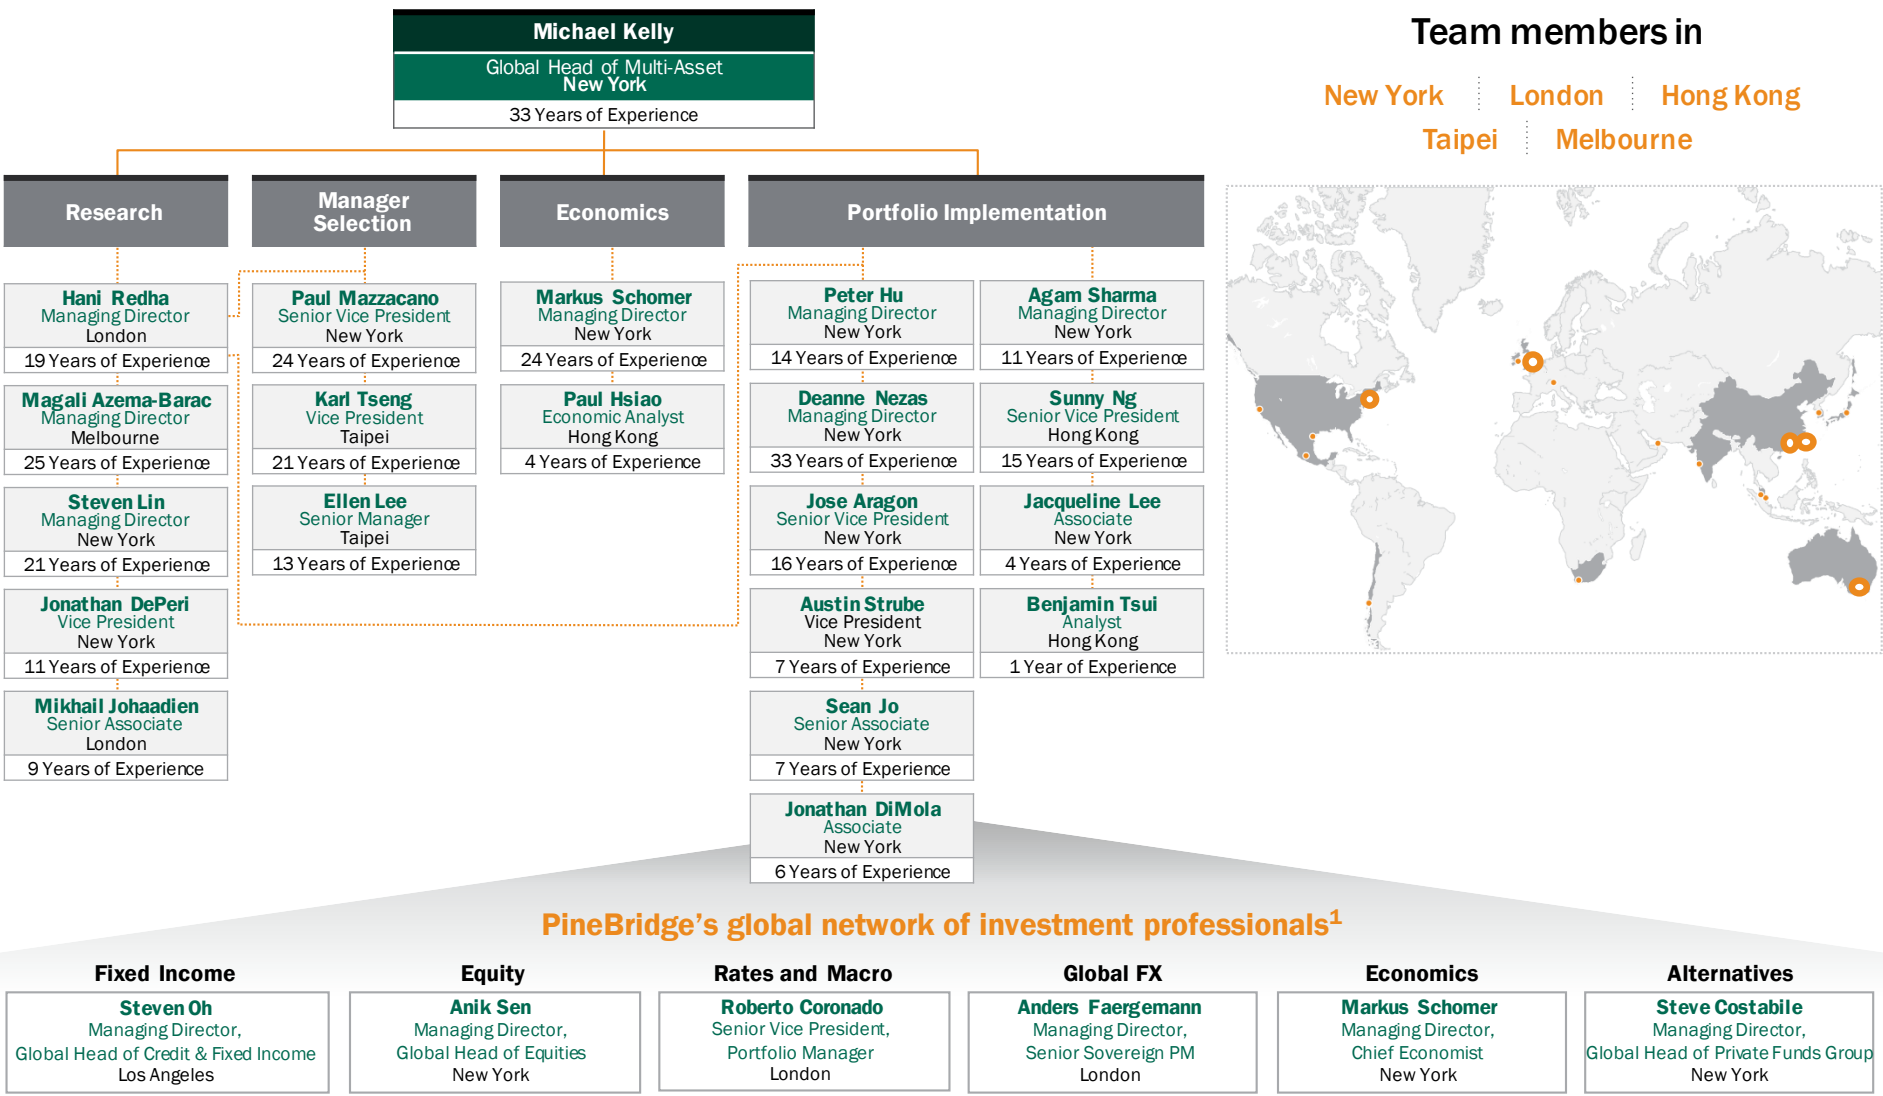 Michael Kelly
Global Head of Multi-Asset
New York
33 Years of Experience
Team members in
New York
London
Hong Kong
Taipei
Melbourne
Research
Hani Redha
Managing Director
London
19 Years of Experience
Magali Azema-Barac
Managing Director
Melbourne
25 Years of Experience
Steven Lin
Managing Director
New York
21 Years of Experience
Jonathan DePeri
Vice President
New York
11 Years of Experience
Mikhail Johaadien
Senior Associate
London
9 Years of Experience
Manager
Selection
Paul Mazzacano
Senior Vice President
New York
24 Years of Experience
Karl Tseng
Vice President
Taipei
21 Years of Experience
Ellen Lee
Senior Manager
Taipei
13 Years of Experience
Economics
Markus Schomer
Managing Director
New York
24 Years of Experience
Paul Hsiao
Economic Analyst
Hong Kong
4 Years of Experience
Portfolio Implementation
Peter Hu
Managing Director
New York
14 Years of Experience
Deanne Nezas
Managing Director
New York
33 Years of Experience
Jose Aragon
Senior Vice President
New York
16 Years of Experience
Austin Strube
Vice President
New York
7 Years of Experience
Sean Jo
Senior Associate
New York
7 Years of Experience
Jonathan DiMola
Associate
New York
6 Years of Experience
Agam Sharma
Managing Director
New York
11 Years of Experience
Sunny Ng
Senior Vice President
Hong Kong
15 Years of Experience
Jacqueline Lee
Associate
New York
4 Years of Experience
Benjamin Tsui
Analyst
Hong Kong
1 Year of Experience
PineBridge's global network of investment professionals¹
Fixed Income
Steven Oh
Managing Director,
Global Head of Credit & Fixed Income
Los Angeles
Equity
Anik Sen
Managing Director,
Global Head of Equities
New York
Rates and Macro
Roberto Coronado
Senior Vice President,
Portfolio Manager
London
Global FX
Anders Faergemann
Managing Director,
Senior Sovereign PM
London
Economics
Markus Schomer
Managing Director,
Chief Economist
New York
Alternatives
Steve Costabile
Managing Director,
Global Head of Private Funds Group
New York